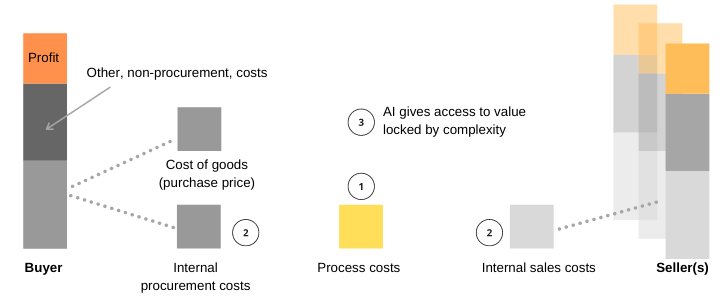 Profit
Other, non-procurement, costs
3
AI gives access to value
locked by complexity
Cost of goods
(purchase price)
1
2
2
Buyer
Internal
procurement costs
Process costs
Internal sales costs
Seller(s)